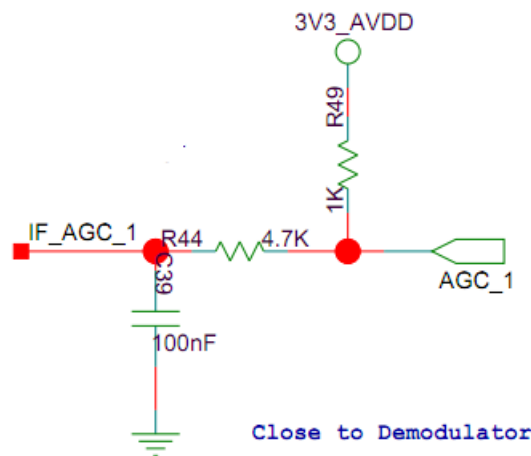 3V3_AVDD
R49
1K
IF_AGC_1
R44
4.7K
C39
AGC_1
100nF
Close to Demodulator